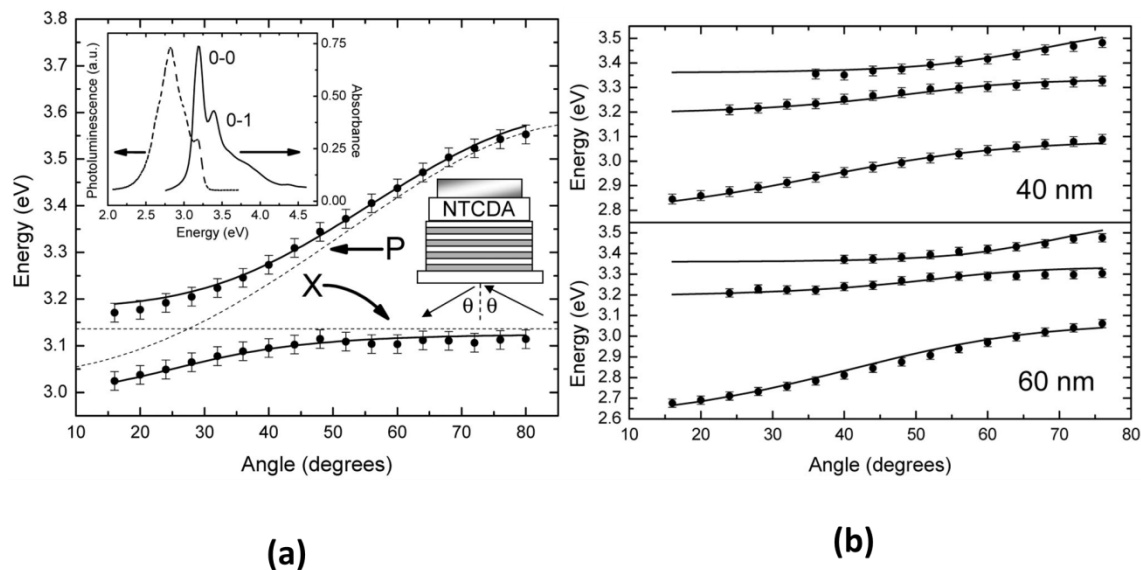 3.8
3.7
3.6
3.5
3.4
3.3
3.2
3.1
3.0
Energy (eV)
10 20 30 40 50 60 70 80
Angle (degrees)
Photoluminescence (a.u.)
0-0
0-1
0.75
0.50
0.25
0.00
Absorbance
2.0 2.5 3.0 3.5 4.0 4.5
Energy (eV)
P
X
NTCDA
θ θ
(a)
3.5
3.4
3.3
3.2
3.1
3.0
2.9
2.8
Energy (eV)
40 nm
3.5
3.4
3.3
3.2
3.1
3.0
2.9
2.8
2.7
2.6
Energy (eV)
60 nm
10 20 30 40 50 60 70 80
Angle (degrees)
(b)